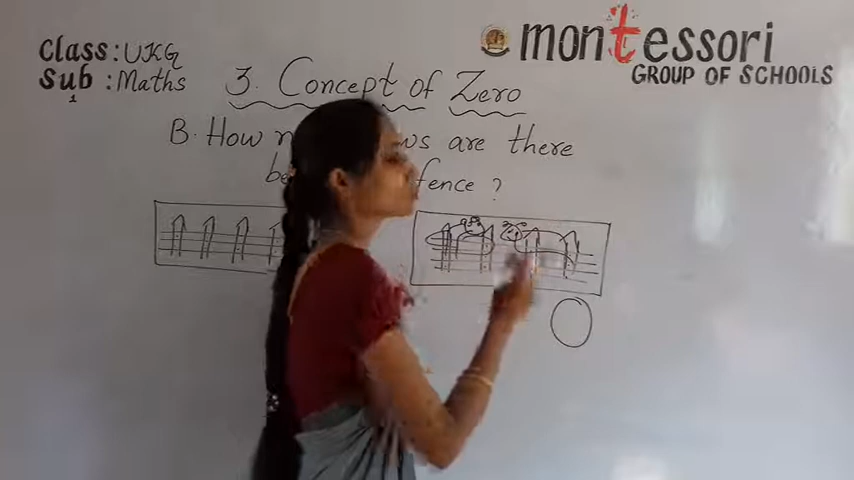 montessori
GROUP OF SCHOOLS
Class: UKG
Sub : Maths
3. Concept of Zero
B. How are there
fence ?